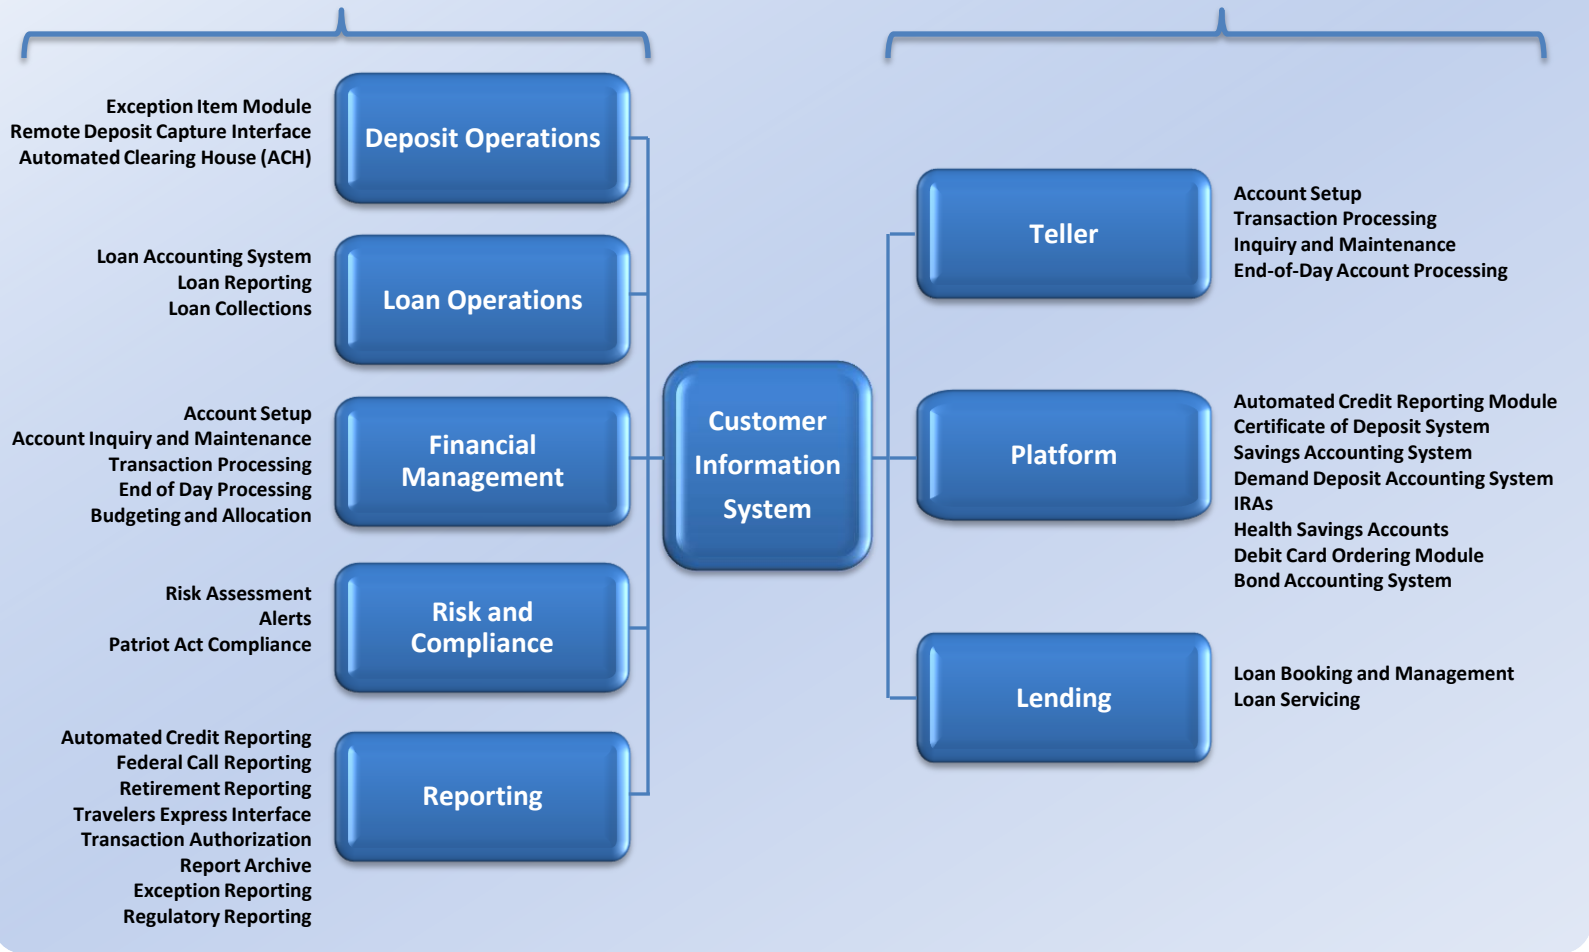 Exception Item Module
Remote Deposit Capture Interface
Automated Clearing House (ACH)
Deposit Operations
Loan Accounting System
Loan Reporting
Loan Collections
Loan Operations
Account Setup
Account Inquiry and Maintenance
Transaction Processing
End of Day Processing
Budgeting and Allocation
Financial
Management
Risk Assessment
Alerts
Patriot Act Compliance
Risk and
Compliance
Automated Credit Reporting
Federal Call Reporting
Retirement Reporting
Travelers Express Interface
Transaction Authorization
Report Archive
Exception Reporting
Regulatory Reporting
Reporting
Customer
Information
System
Teller
Account Setup
Transaction Processing
Inquiry and Maintenance
End-of-Day Account Processing
Platform
Automated Credit Reporting Module
Certificate of Deposit System
Savings Accounting System
Demand Deposit Accounting System
IRAs
Health Savings Accounts
Debit Card Ordering Module
Bond Accounting System
Lending
Loan Booking and Management
Loan Servicing